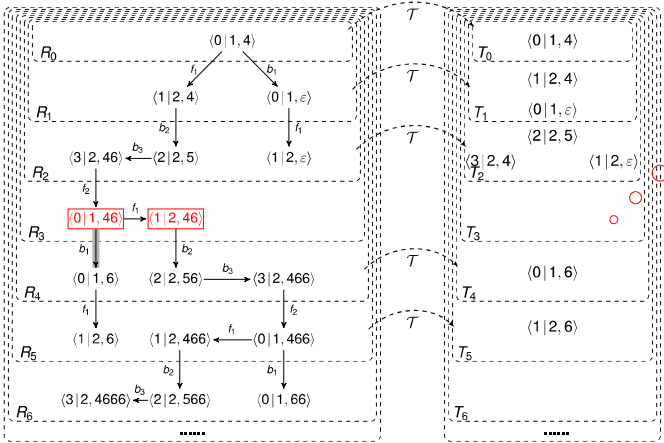 ⟨0|1,4⟩ 𝒯 ⟨0|1,4⟩
R0 T0
f1 b1
⟨1|2,4⟩ ⟨0|1,ε⟩ 𝒯 ⟨1|2,4⟩
⟨0|1,ε⟩
R1 T1
b2 f1
⟨3|2,46⟩ b3 ⟨2|2,5⟩ ⟨1|2,ε⟩ 𝒯 ⟨2|2,5⟩
⟨3|2,4⟩ ⟨1|2,ε⟩
R2 T2
f2
⟨0|1,46⟩ f1 ⟨1|2,46⟩
R3 T3
b1 b2
⟨0|1,6⟩ ⟨2|2,56⟩ b3 ⟨3|2,466⟩ 𝒯 ⟨0|1,6⟩
R4 T4
f1 f2
⟨1|2,6⟩ ⟨1|2,466⟩ f1 ⟨0|1,466⟩ 𝒯 ⟨1|2,6⟩
R5 T5
b2 b1
⟨3|2,4666⟩ b3 ⟨2|2,566⟩ ⟨0|1,66⟩
R6 T6
...... ......